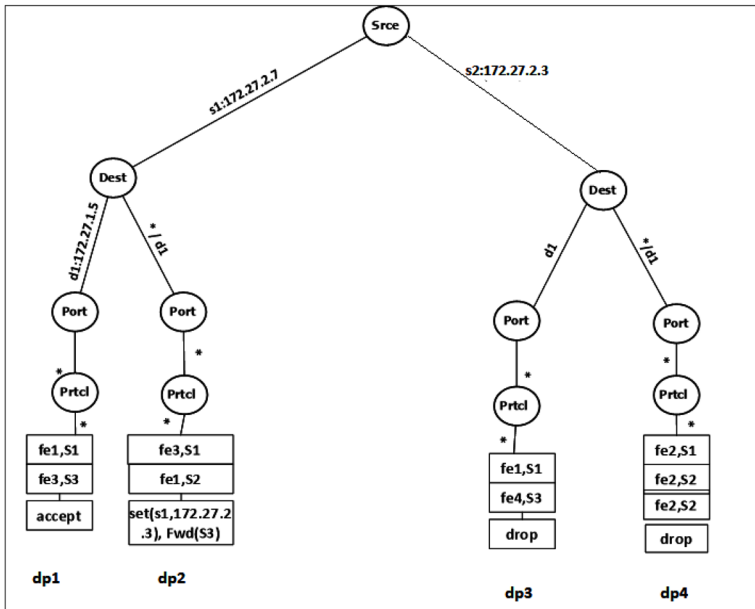 Srce
s1:172.27.2.7
s2:172.27.2.3
Dest
Dest
d1:172.27.1.5
* / d1
d1
*/d1
Port
Port
Port
Port
*
*
*
*
Prtcl
Prtcl
Prtcl
Prtcl
*
*
*
*
fe1,S1
fe3,S3
accept
fe3,S1
fe1,S2
set(s1,172.27.2
.3), Fwd(S3)
fe1,S1
fe4,S3
drop
fe2,S1
fe2,S2
fe2,S2
drop
dp1
dp2
dp3
dp4